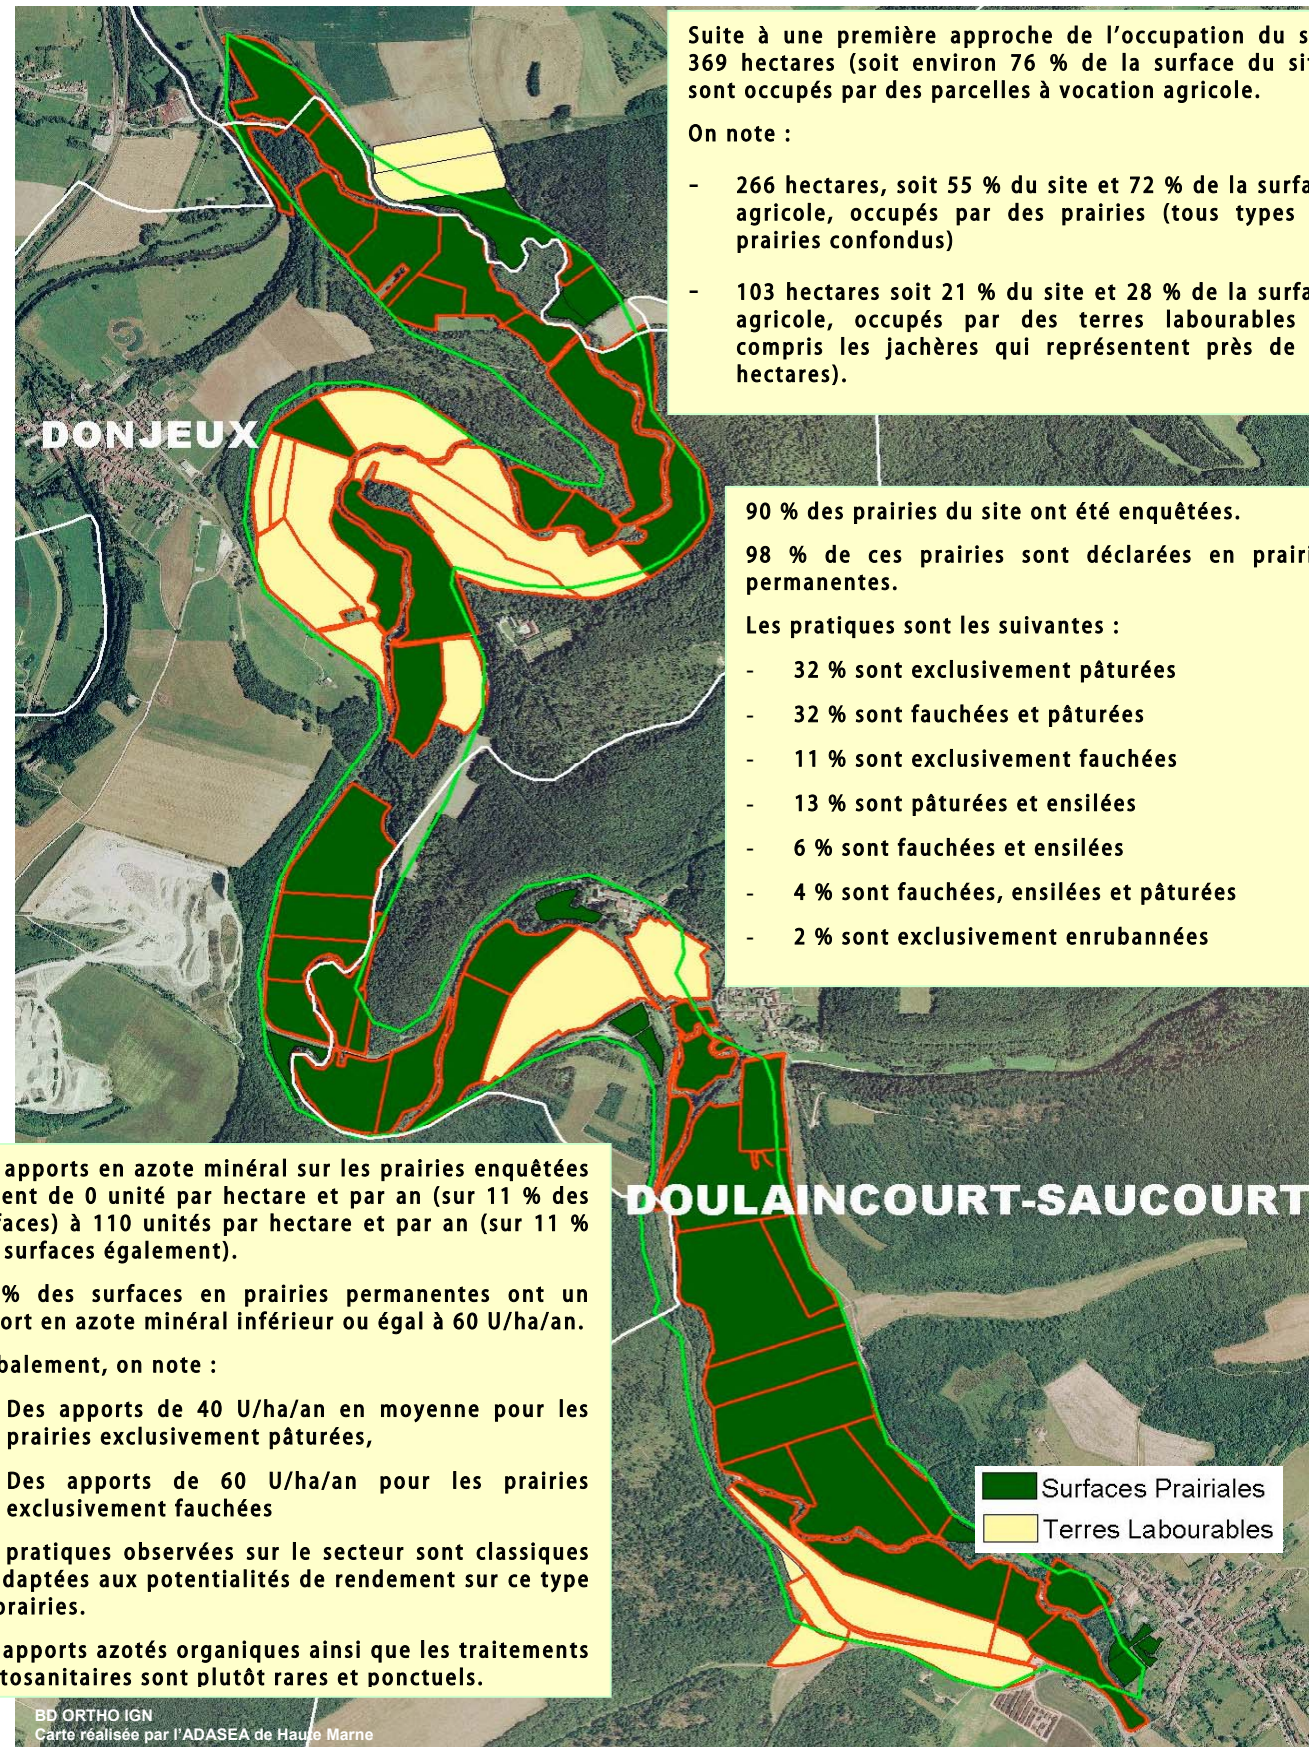 Suite à une première approche de l'occupation du
369 hectares (soit environ 76 % de la surface du
sont occupés par des parcelles à vocation agricole.
On note :
- 266 hectares, soit 55 % du site et 72 % de la
agricole, occupés par des prairies (tous types
prairies confondus)
- 103 hectares soit 21 % du site et 28 % de la
agricole, occupés par des terres labourables
compris les jachères qui représentent près de
hectares).
DONJEUX
90 % des prairies du site ont été enquêtées.
98 % de ces prairies sont déclarées en
permanentes.
Les pratiques sont les suivantes :
- 32 % sont exclusivement pâturées
- 32 % sont fauchées et pâturées
- 11 % sont exclusivement fauchées
- 13 % sont pâturées et ensilées
- 6 % sont fauchées et ensilées
- 4 % sont fauchées, ensilées et pâturées
- 2 % sont exclusivement enrubannées
apports en azote minéral sur les prairies enquêtées
de 0 unité par hectare et par an (sur 11 % des
à 110 unités par hectare et par an (sur 11 %
surfaces également).
% des surfaces en prairies permanentes ont un
en azote minéral inférieur ou égal à 60 U/ha/an.
on note :
Des apports de 40 U/ha/an en moyenne pour les
prairies exclusivement pâturées,
Des apports de 60 U/ha/an pour les prairies
exclusivement fauchées
pratiques observées sur le secteur sont classiques
aux potentialités de rendement sur ce type
prairies.
apports azotés organiques ainsi que les traitements
sont plutôt rares et ponctuels.
DOULAINCOURT-SAUCOURT
Surfaces Prairiales
Terres Labourables
BD ORTHO IGN
Carte réalisée par l'ADASEA de Haute Marne